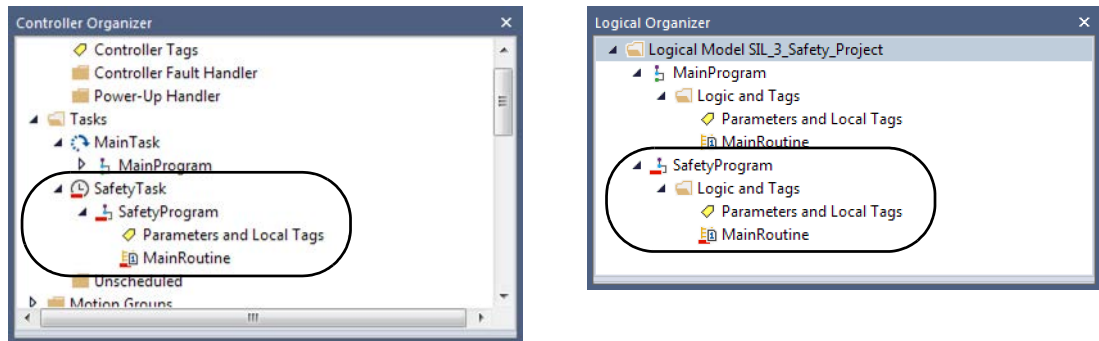 Controller Organizer
Controller Tags
Controller Fault Handler
Power-Up Handler
Tasks
MainTask
MainProgram
SafetyTask
SafetyProgram
Parameters and Local Tags
MainRoutine
Unscheduled
Motion Groups
Logical Organizer
Logical Model SIL_3_Safety_Project
MainProgram
Logic and Tags
Parameters and Local Tags
MainRoutine
SafetyProgram
Logic and Tags
Parameters and Local Tags
MainRoutine